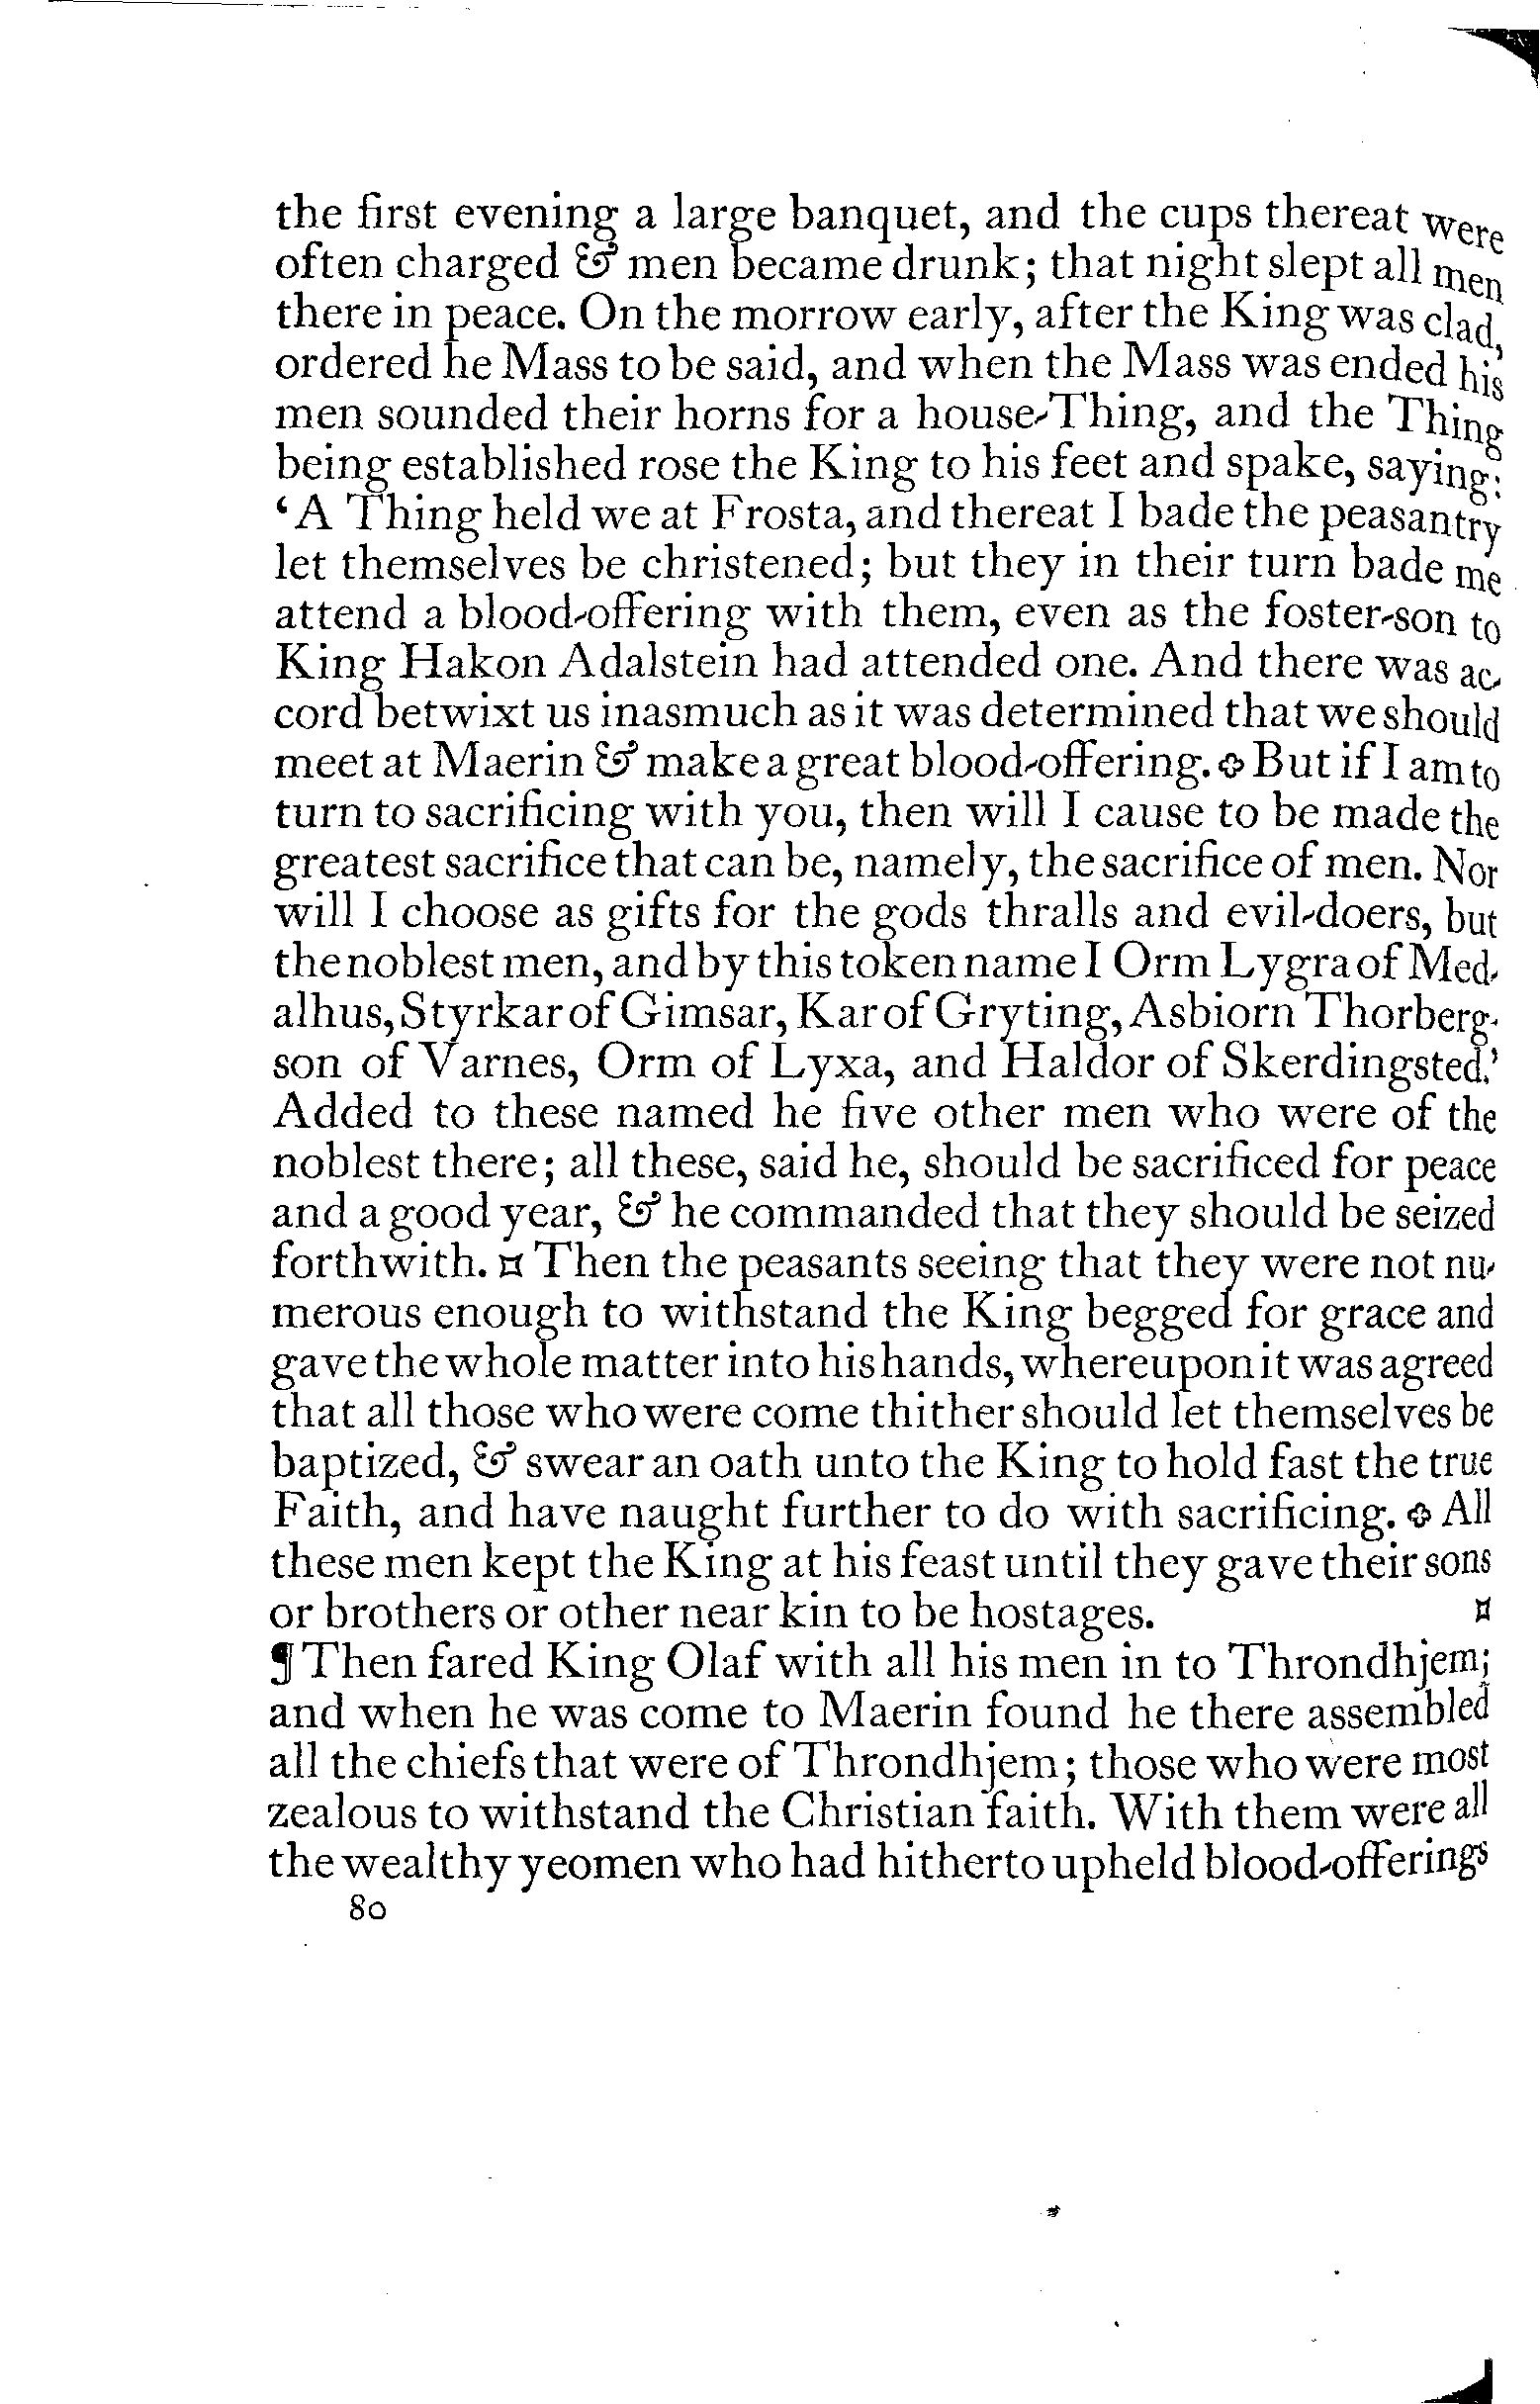 the first evening a large banquet, and the cups thereat were
often charged & men became drunk; that night slept all men
there in peace. On the morrow early, after the King was clad,
ordered he Mass to be said, and when the Mass was ended his
men sounded their horns for a house-Thing, and the Thing
being established rose the King to his feet and spake, saying:
‘A Thing held we at Frosta, and thereat I bade the peasantry
let themselves be christened; but they in their turn bade me
attend a blood-offering with them, even as the foster-son to
King Hakon Adalstein had attended one. And there was ac-
cord betwixt us inasmuch as it was determined that we should
meet at Maerin & make a great blood-offering. ✥ But if I am to
turn to sacrificing with you, then will I cause to be made the
greatest sacrifice that can be, namely, the sacrifice of men. Nor
will I choose as gifts for the gods thralls and evil-doers, but
the noblest men, and by this token name I Orm Lygra of Med-
alhus, Styrkar of Gimsar, Kar of Gryting, Asbiorn Thorberg-
son of Varnes, Orm of Lyxa, and Haldor of Skerdingsted.’
Added to these named he five other men who were of the
noblest there; all these, said he, should be sacrificed for peace
and a good year, & he commanded that they should be seized
forthwith. ¤ Then the peasants seeing that they were not nu-
merous enough to withstand the King begged for grace and
gave the whole matter into his hands, whereupon it was agreed
that all those who were come thither should let themselves be
baptized, & swear an oath unto the King to hold fast the true
Faith, and have naught further to do with sacrificing. ✥ All
these men kept the King at his feast until they gave their sons
or brothers or other near kin to be hostages. ¤
¶ Then fared King Olaf with all his men in to Throndhjem;
and when he was come to Maerin found he there assembled
all the chiefs that were of Throndhjem; those who were most
zealous to withstand the Christian faith. With them were all
the wealthy yeomen who had hitherto upheld blood-offerings
80